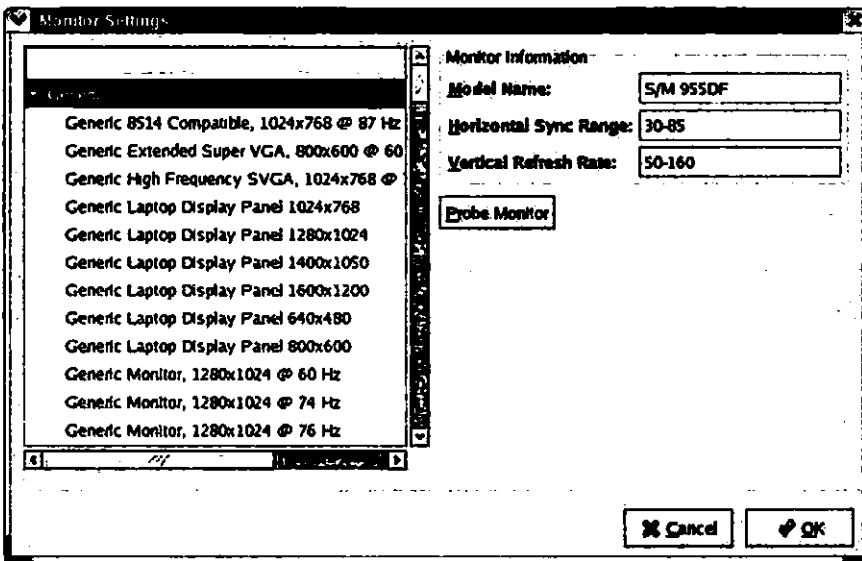 Monitor Settings
Generic
Generic 8514 Compatible, 1024x768 @ 87 Hz
Generic Extended Super VGA, 800x600 @ 60
Generic High Frequency SVGA, 1024x768 @
Generic Laptop Display Panel 1024x768
Generic Laptop Display Panel 1280x1024
Generic Laptop Display Panel 1400x1050
Generic Laptop Display Panel 1600x1200
Generic Laptop Display Panel 640x480
Generic Laptop Display Panel 800x600
Generic Monitor, 1280x1024 @ 60 Hz
Generic Monitor, 1280x1024 @ 74 Hz
Generic Monitor, 1280x1024 @ 76 Hz
Monitor Information
Model Name: S/M 955DF
Horizontal Sync Range: 30-85
Vertical Refresh Rate: 50-160
Probe Monitor
Cancel
OK